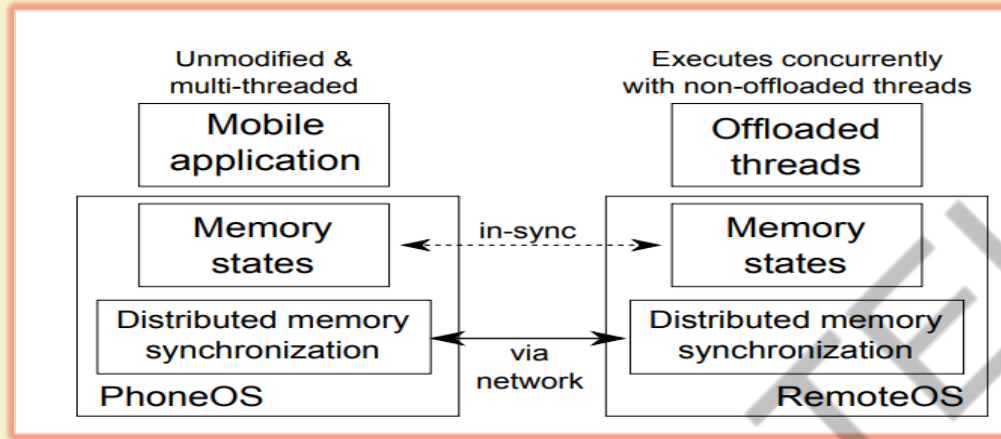 Unmodified &
multi-threaded
Mobile
application
Memory
states
Distributed memory
synchronization
PhoneOS
in-sync
via
network
Executes concurrently
with non-offloaded threads
Offloaded
threads
Memory
states
Distributed memory
synchronization
RemoteOS